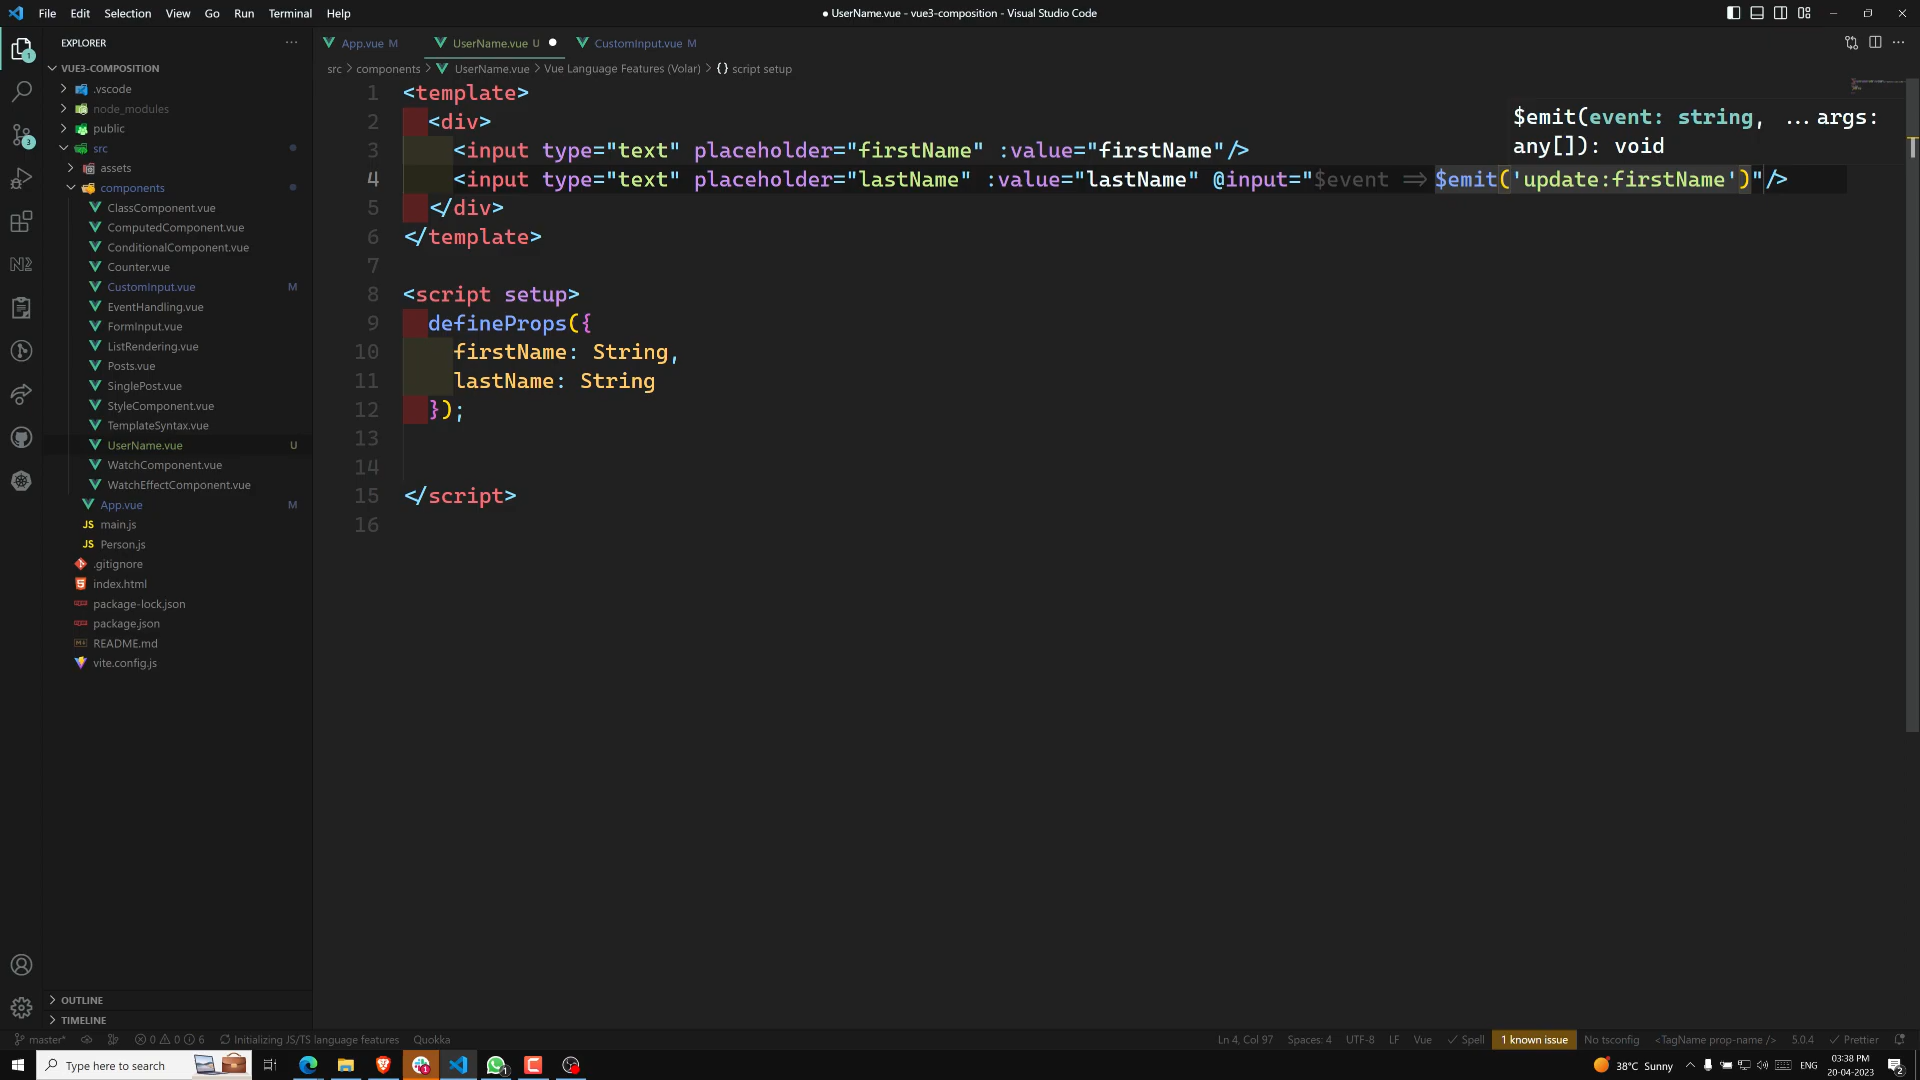 File Edit Selection View Go Run Terminal Help
● UserName.vue - vue3-composition - Visual Studio Code
EXPLORER
App.vue M
UserName.vue U
CustomInput.vue M
src > components > UserName.vue > Vue Language Features (Volar) > {} script setup
VUE3-COMPOSITION
.vscode
node_modules
public
src
assets
components
ClassComponent.vue
ComputedComponent.vue
ConditionalComponent.vue
Counter.vue
CustomInput.vue M
EventHandling.vue
FormInput.vue
ListRendering.vue
Posts.vue
SinglePost.vue
StyleComponent.vue
TemplateSyntax.vue
UserName.vue U
WatchComponent.vue
WatchEffectComponent.vue
App.vue M
JS main.js
JS Person.js
.gitignore
index.html
package-lock.json
package.json
README.md
vite.config.js
OUTLINE
TIMELINE
1 <template>
2 <div>
3 <input type="text" placeholder="firstName" :value="firstName"/>
4 <input type="text" placeholder="lastName" :value="lastName" @input="$event => $emit('update:firstName')"/>
5 </div>
6 </template>
7
8 <script setup>
9 defineProps({
10 firstName: String,
11 lastName: String
12 });
13
14
15 </script>
16
$emit(event: string, ...args:
any[]): void
master* 0 0 6 Initializing JS/TS language features Quokka
Ln 4, Col 97 Spaces: 4 UTF-8 LF Vue Spell 1 known issue No tsconfig <TagName prop-name /> 5.0.4 Prettier
Type here to search
38°C Sunny
ENG
03:38 PM
20-04-2023